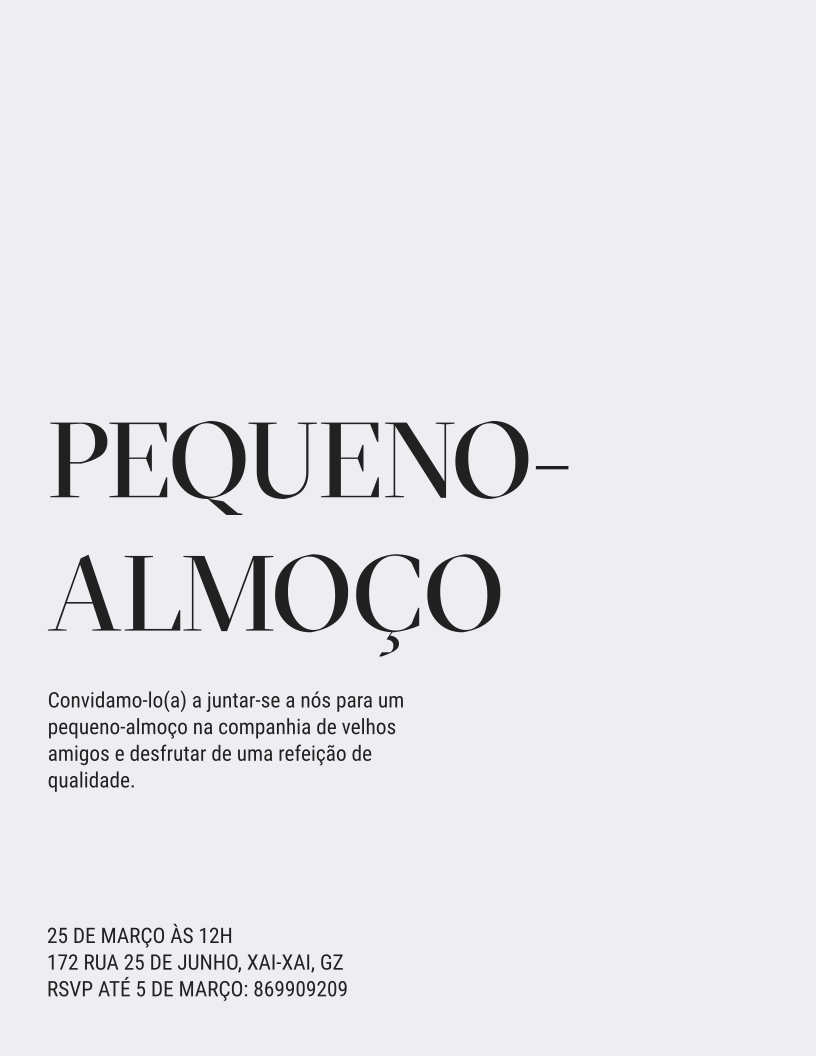 PEQUENO-
ALMOÇO
Convidamo-lo(a) a juntar-se a nós para um
pequeno-almoço na companhia de velhos
amigos e desfrutar de uma refeição de
qualidade.
25 DE MARÇO ÀS 12H
172 RUA 25 DE JUNHO, XAI-XAI, GZ
RSVP ATÉ 5 DE MARÇO: 869909209